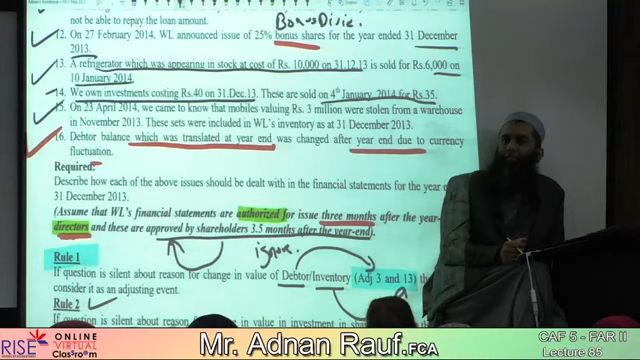 not be able to repay the loan amount.
Bonus Divie.
12. On 27 February 2014, WL announced issue of 25% bonus shares for the year ended 31 December
2013.
13. A refrigerator which was appearing in stock at cost of Rs. 10,000 on 31.12.13 is sold for Rs.6,000 on
10 January 2014.
14. We own investments costing Rs.40 on 31.Dec.13. These are sold on 4th January, 2014 for Rs.35.
15. On 23 April 2014, we came to know that mobiles valuing Rs. 3 million were stolen from a warehouse
in November 2013. These sets were included in WL's inventory as at 31 December 2013.
16. Debtor balance which was translated at year end was changed after year end due to currency
fluctuation.
Required:
Describe how each of the above issues should be dealt with in the financial statements for the year
31 December 2013.
(Assume that WL's financial statements are authorized for issue three months after the year-
directors and these are approved by shareholders 3.5 months after the year-end).
ignore.
Rule 1
If question is silent about reason for change in value of Debtor/Inventory (Adj 3 and 13)
consider it as an adjusting event.
Rule 2
If question is silent about reason for change in value in investment in
RISE
ONLINE
VIRTUAL
Classroom
Mr. Adnan Rauf.FCA
CAF 5 - FAR II
Lecture 85